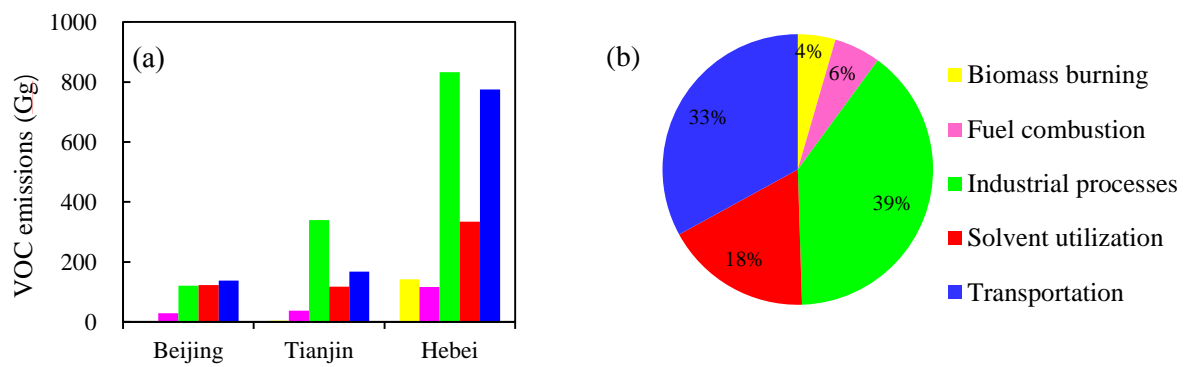 1000
800
600
400
200
0
VOC emissions (Gg)
(a)
Beijing Tianjin Hebei
(b)
4%
6%
39%
18%
33%
Biomass burning
Fuel combustion
Industrial processes
Solvent utilization
Transportation